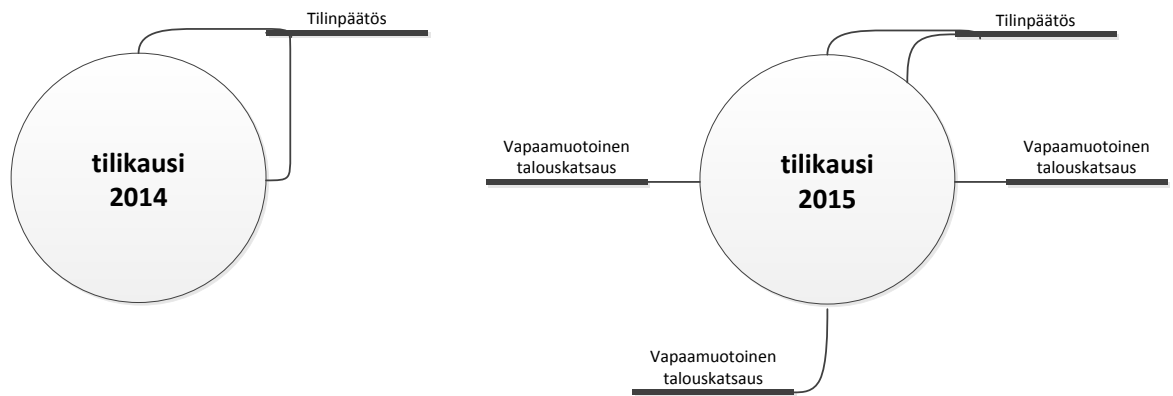 Tilinpäätös
tilikausi
2014
Tilinpäätös
Vapaamuotoinen
talouskatsaus
tilikausi
2015
Vapaamuotoinen
talouskatsaus
Vapaamuotoinen
talouskatsaus